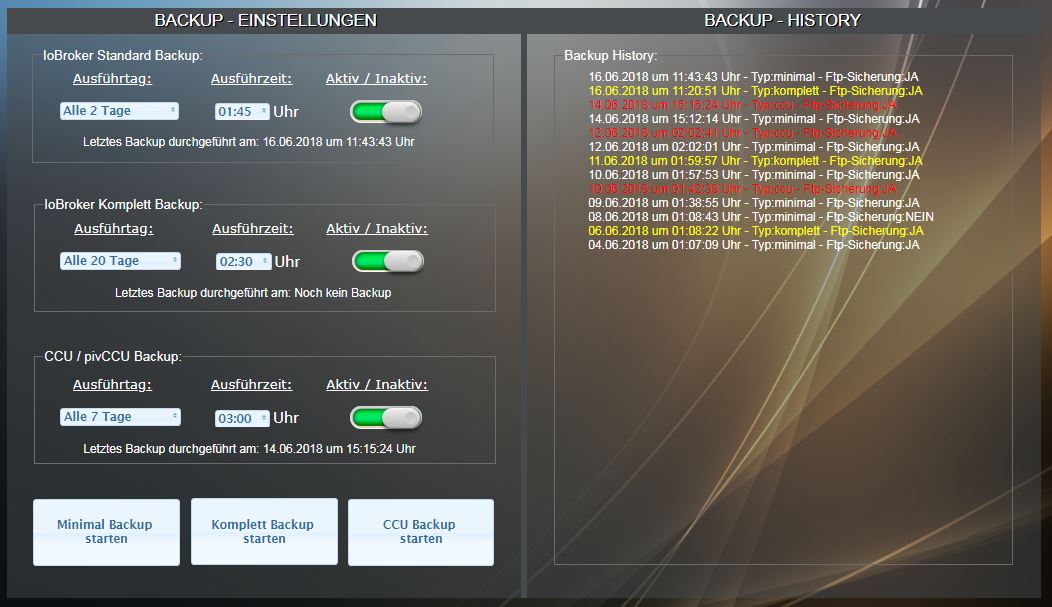 BACKUP - EINSTELLUNGEN
IoBroker Standard Backup:
Ausführtag: Ausführzeit: Aktiv / Inaktiv:
Alle 2 Tage 01:45 Uhr
Letztes Backup durchgeführt am: 16.06.2018 um 11:43:43 Uhr
IoBroker Komplett Backup:
Ausführtag: Ausführzeit: Aktiv / Inaktiv:
Alle 20 Tage 02:30 Uhr
Letztes Backup durchgeführt am: Noch kein Backup
CCU / pivCCU Backup:
Ausführtag: Ausführzeit: Aktiv / Inaktiv:
Alle 7 Tage 03:00 Uhr
Letztes Backup durchgeführt am: 14.06.2018 um 15:15:24 Uhr
Minimal Backup
starten
Komplett Backup
starten
CCU Backup
starten
BACKUP - HISTORY
Backup History:
16.06.2018 um 11:43:43 Uhr - Typ:minimal - Ftp-Sicherung:JA
16.06.2018 um 11:20:51 Uhr - Typ:komplett - Ftp-Sicherung:JA
14.06.2018 um 15:15:24 Uhr - Typ:ccu - Ftp-Sicherung:JA
14.06.2018 um 15:12:14 Uhr - Typ:minimal - Ftp-Sicherung:JA
12.06.2018 um 02:02:41 Uhr - Typ:ccu - Ftp-Sicherung:JA
12.06.2018 um 02:02:01 Uhr - Typ:minimal - Ftp-Sicherung:JA
11.06.2018 um 01:59:57 Uhr - Typ:komplett - Ftp-Sicherung:JA
10.06.2018 um 01:57:53 Uhr - Typ:minimal - Ftp-Sicherung:JA
10.06.2018 um 01:42:38 Uhr - Typ:ccu - Ftp-Sicherung:JA
09.06.2018 um 01:38:55 Uhr - Typ:minimal - Ftp-Sicherung:JA
08.06.2018 um 01:08:43 Uhr - Typ:minimal - Ftp-Sicherung:NEIN
06.06.2018 um 01:08:22 Uhr - Typ:komplett - Ftp-Sicherung:JA
04.06.2018 um 01:07:09 Uhr - Typ:minimal - Ftp-Sicherung:JA